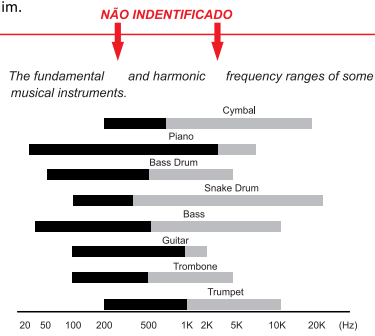 im.
NÃO INDENTIFICADO
The fundamental and harmonic frequency ranges of some
musical instruments.
Cymbal
Piano
Bass Drum
Snake Drum
Bass
Guitar
Trombone
Trumpet
20 50 100 200 500 1K 2K 5K 10K 20K (Hz)